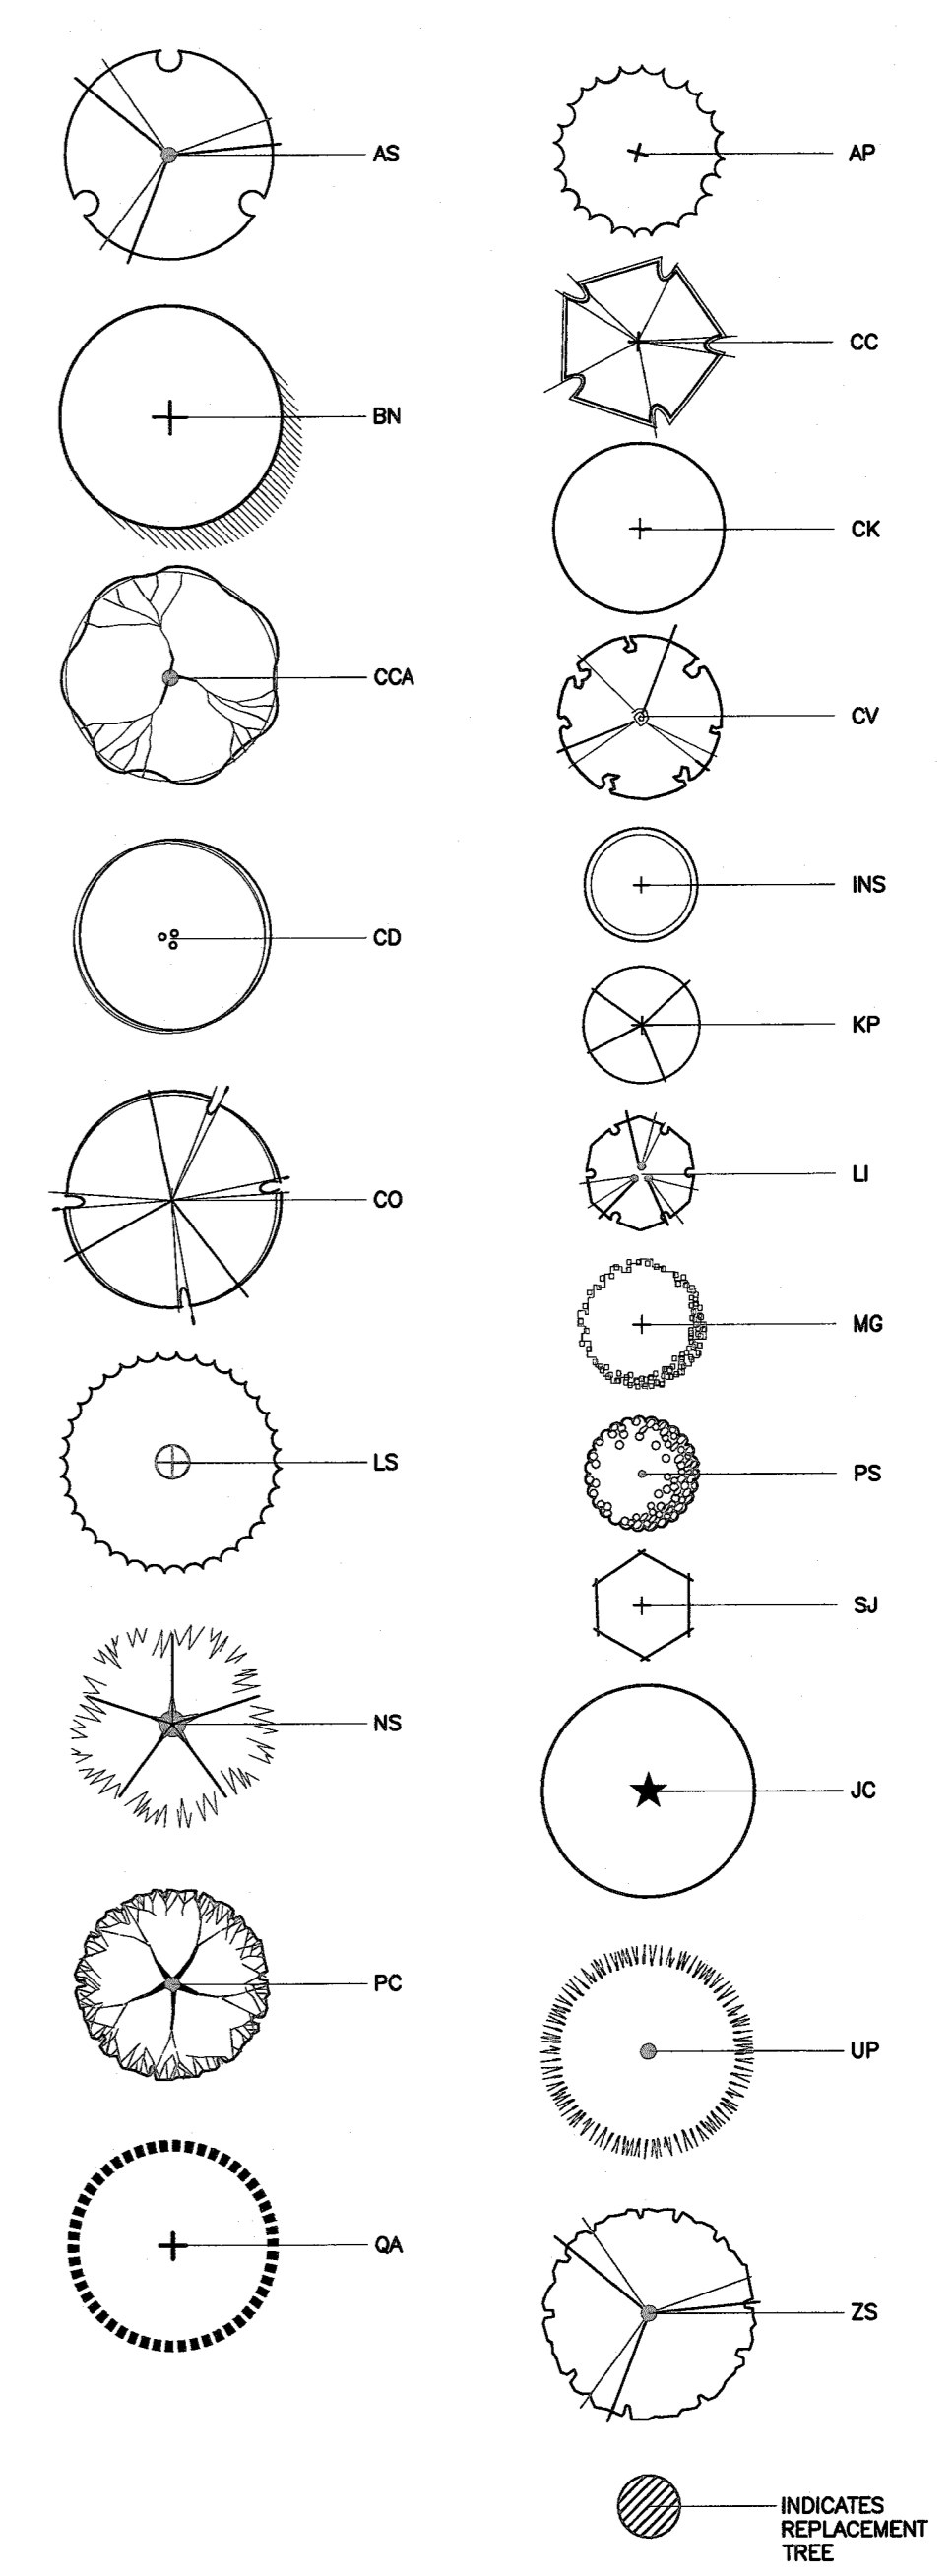 AS
BN
CCA
CD
CO
LS
NS
PC
QA
AP
CC
CK
CV
INS
KP
LI
MG
PS
SJ
JC
UP
ZS
INDICATES
REPLACEMENT
TREE